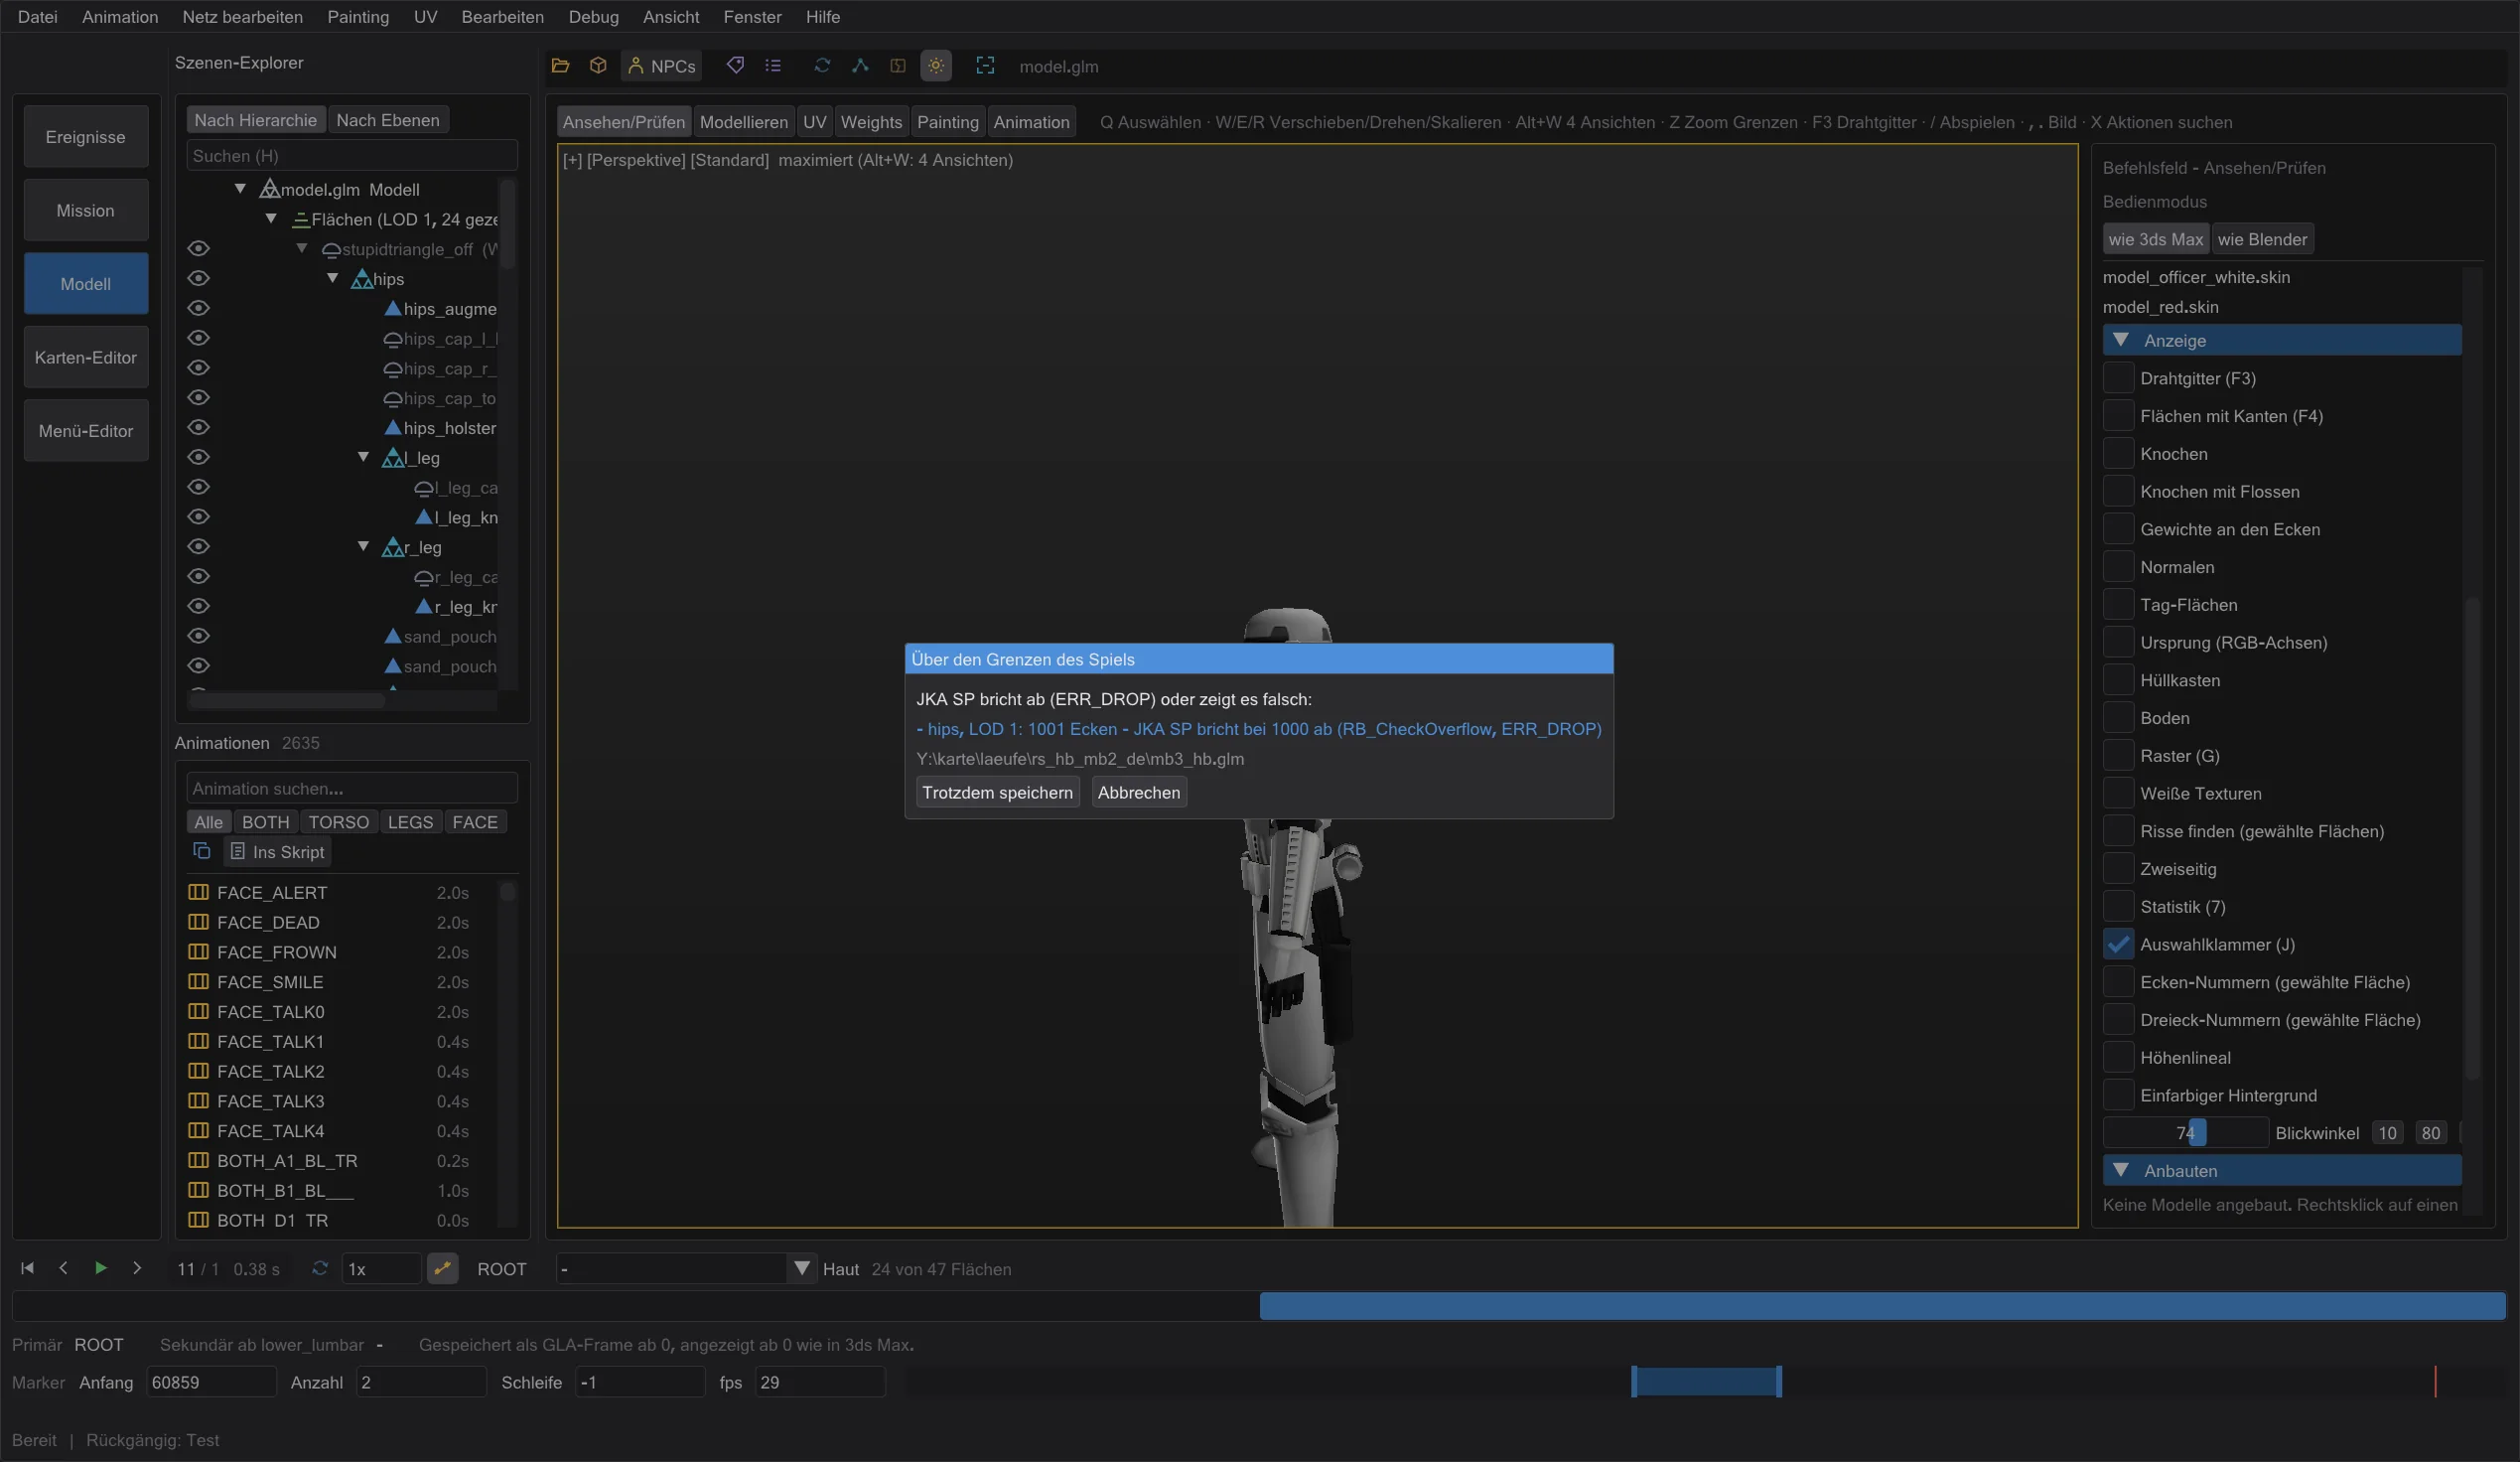 Datei Animation Netz bearbeiten Painting UV Bearbeiten Debug Ansicht Fenster Hilfe
Szenen-Explorer
NPCs model.glm
Ereignisse
Mission
Modell
Karten-Editor
Menü-Editor
Nach Hierarchie Nach Ebenen
Suchen (H)
model.glm Modell
Flächen (LOD 1, 24 geze
stupidtriangle_off (W
hips
hips_augme
hips_cap_l_l
hips_cap_r_
hips_cap_to
hips_holster
l_leg
l_leg_ca
l_leg_kn
r_leg
r_leg_ca
r_leg_kn
sand_pouch
sand_pouch
Animationen 2635
Animation suchen...
Alle BOTH TORSO LEGS FACE
Ins Skript
FACE_ALERT 2.0s
FACE_DEAD 2.0s
FACE_FROWN 2.0s
FACE_SMILE 2.0s
FACE_TALK0 2.0s
FACE_TALK1 0.4s
FACE_TALK2 0.4s
FACE_TALK3 0.4s
FACE_TALK4 0.4s
BOTH_A1_BL_TR 0.2s
BOTH_B1_BL___ 1.0s
BOTH D1 TR 0.0s
Ansehen/Prüfen Modellieren UV Weights Painting Animation Q Auswählen · W/E/R Verschieben/Drehen/Skalieren · Alt+W 4 Ansichten · Z Zoom Grenzen · F3 Drahtgitter · / Abspielen · , . Bild · X Aktionen suchen
[+] [Perspektive] [Standard] maximiert (Alt+W: 4 Ansichten)
Über den Grenzen des Spiels
JKA SP bricht ab (ERR_DROP) oder zeigt es falsch:
- hips, LOD 1: 1001 Ecken - JKA SP bricht bei 1000 ab (RB_CheckOverflow, ERR_DROP)
Y:\karte\laeufe\rs_hb_mb2_de\mb3_hb.glm
Trotzdem speichern Abbrechen
Befehlsfeld - Ansehen/Prüfen
Bedienmodus
wie 3ds Max wie Blender
model_officer_white.skin
model_red.skin
Anzeige
Drahtgitter (F3)
Flächen mit Kanten (F4)
Knochen
Knochen mit Flossen
Gewichte an den Ecken
Normalen
Tag-Flächen
Ursprung (RGB-Achsen)
Hüllkasten
Boden
Raster (G)
Weiße Texturen
Risse finden (gewählte Flächen)
Zweiseitig
Statistik (7)
Auswahlklammer (J)
Ecken-Nummern (gewählte Fläche)
Dreieck-Nummern (gewählte Fläche)
Höhenlineal
Einfarbiger Hintergrund
74 Blickwinkel 10 80
Anbauten
Keine Modelle angebaut. Rechtsklick auf einen
11 / 1 0.38 s 1x ROOT - Haut 24 von 47 Flächen
Primär ROOT Sekundär ab lower_lumbar - Gespeichert als GLA-Frame ab 0, angezeigt ab 0 wie in 3ds Max.
Marker Anfang 60859 Anzahl 2 Schleife -1 fps 29
Bereit | Rückgängig: Test